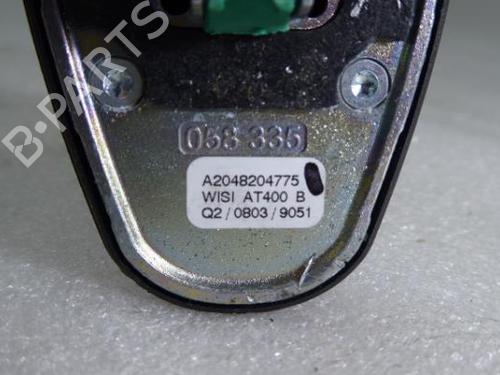 B-PARTS
058 335
A2048204775
WISI AT400 B
Q2/0803/9051